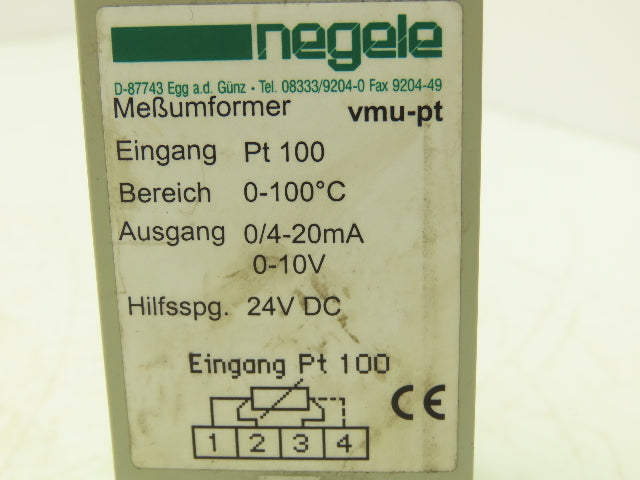 negele
D-87743 Egg a.d. Günz • Tel. 08333/9204-0 Fax 9204-49
Meßumformer vmu-pt
Eingang Pt 100
Bereich 0-100°C
Ausgang 0/4-20mA
0-10V
Hilfsspg. 24V DC
Eingang Pt 100
CE
1 2 3 4